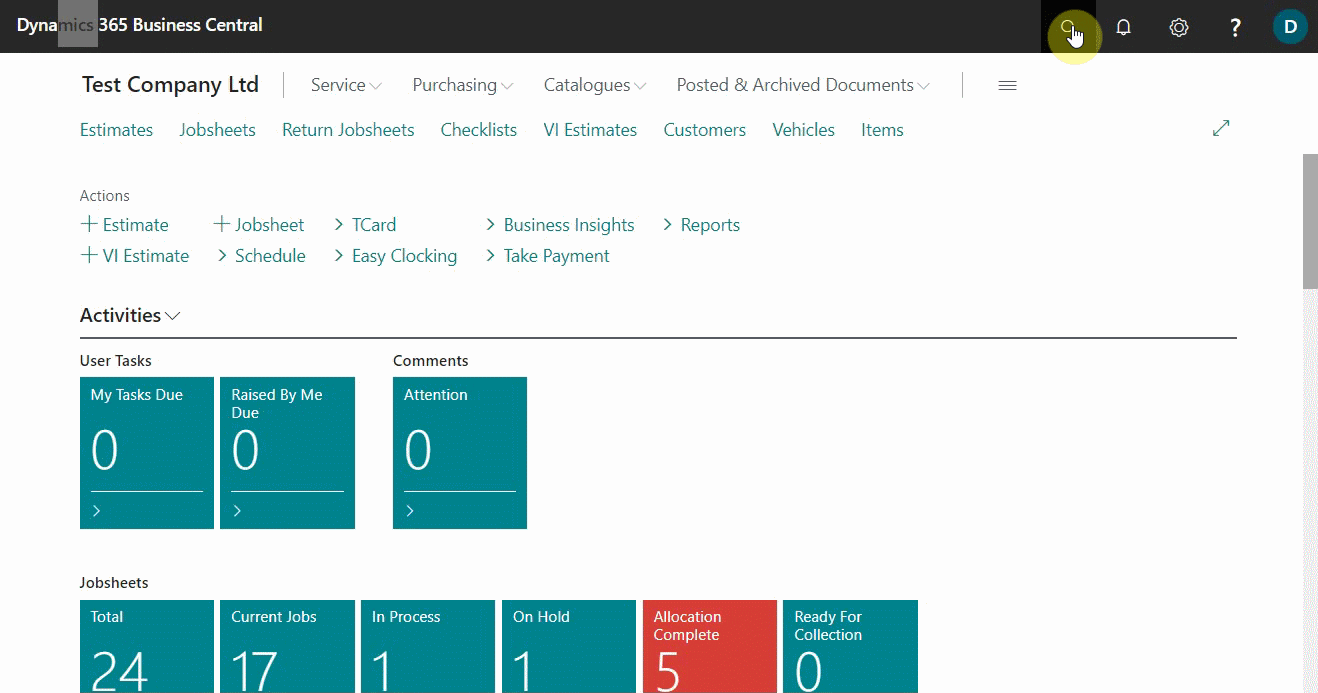 Dynamics 365 Business Central
? D
Test Company Ltd Service Purchasing Catalogues Posted & Archived Documents
Estimates Jobsheets Return Jobsheets Checklists VI Estimates Customers Vehicles Items
Actions
+ Estimate + Jobsheet > TCard > Business Insights > Reports
+ VI Estimate > Schedule > Easy Clocking > Take Payment
Activities
User Tasks Comments
My Tasks Due Raised By Me Attention
Due
0 0 0
> > >
Jobsheets
Total Current Jobs In Process On Hold Allocation Ready For
Complete Collection
24 17 1 1 5 0